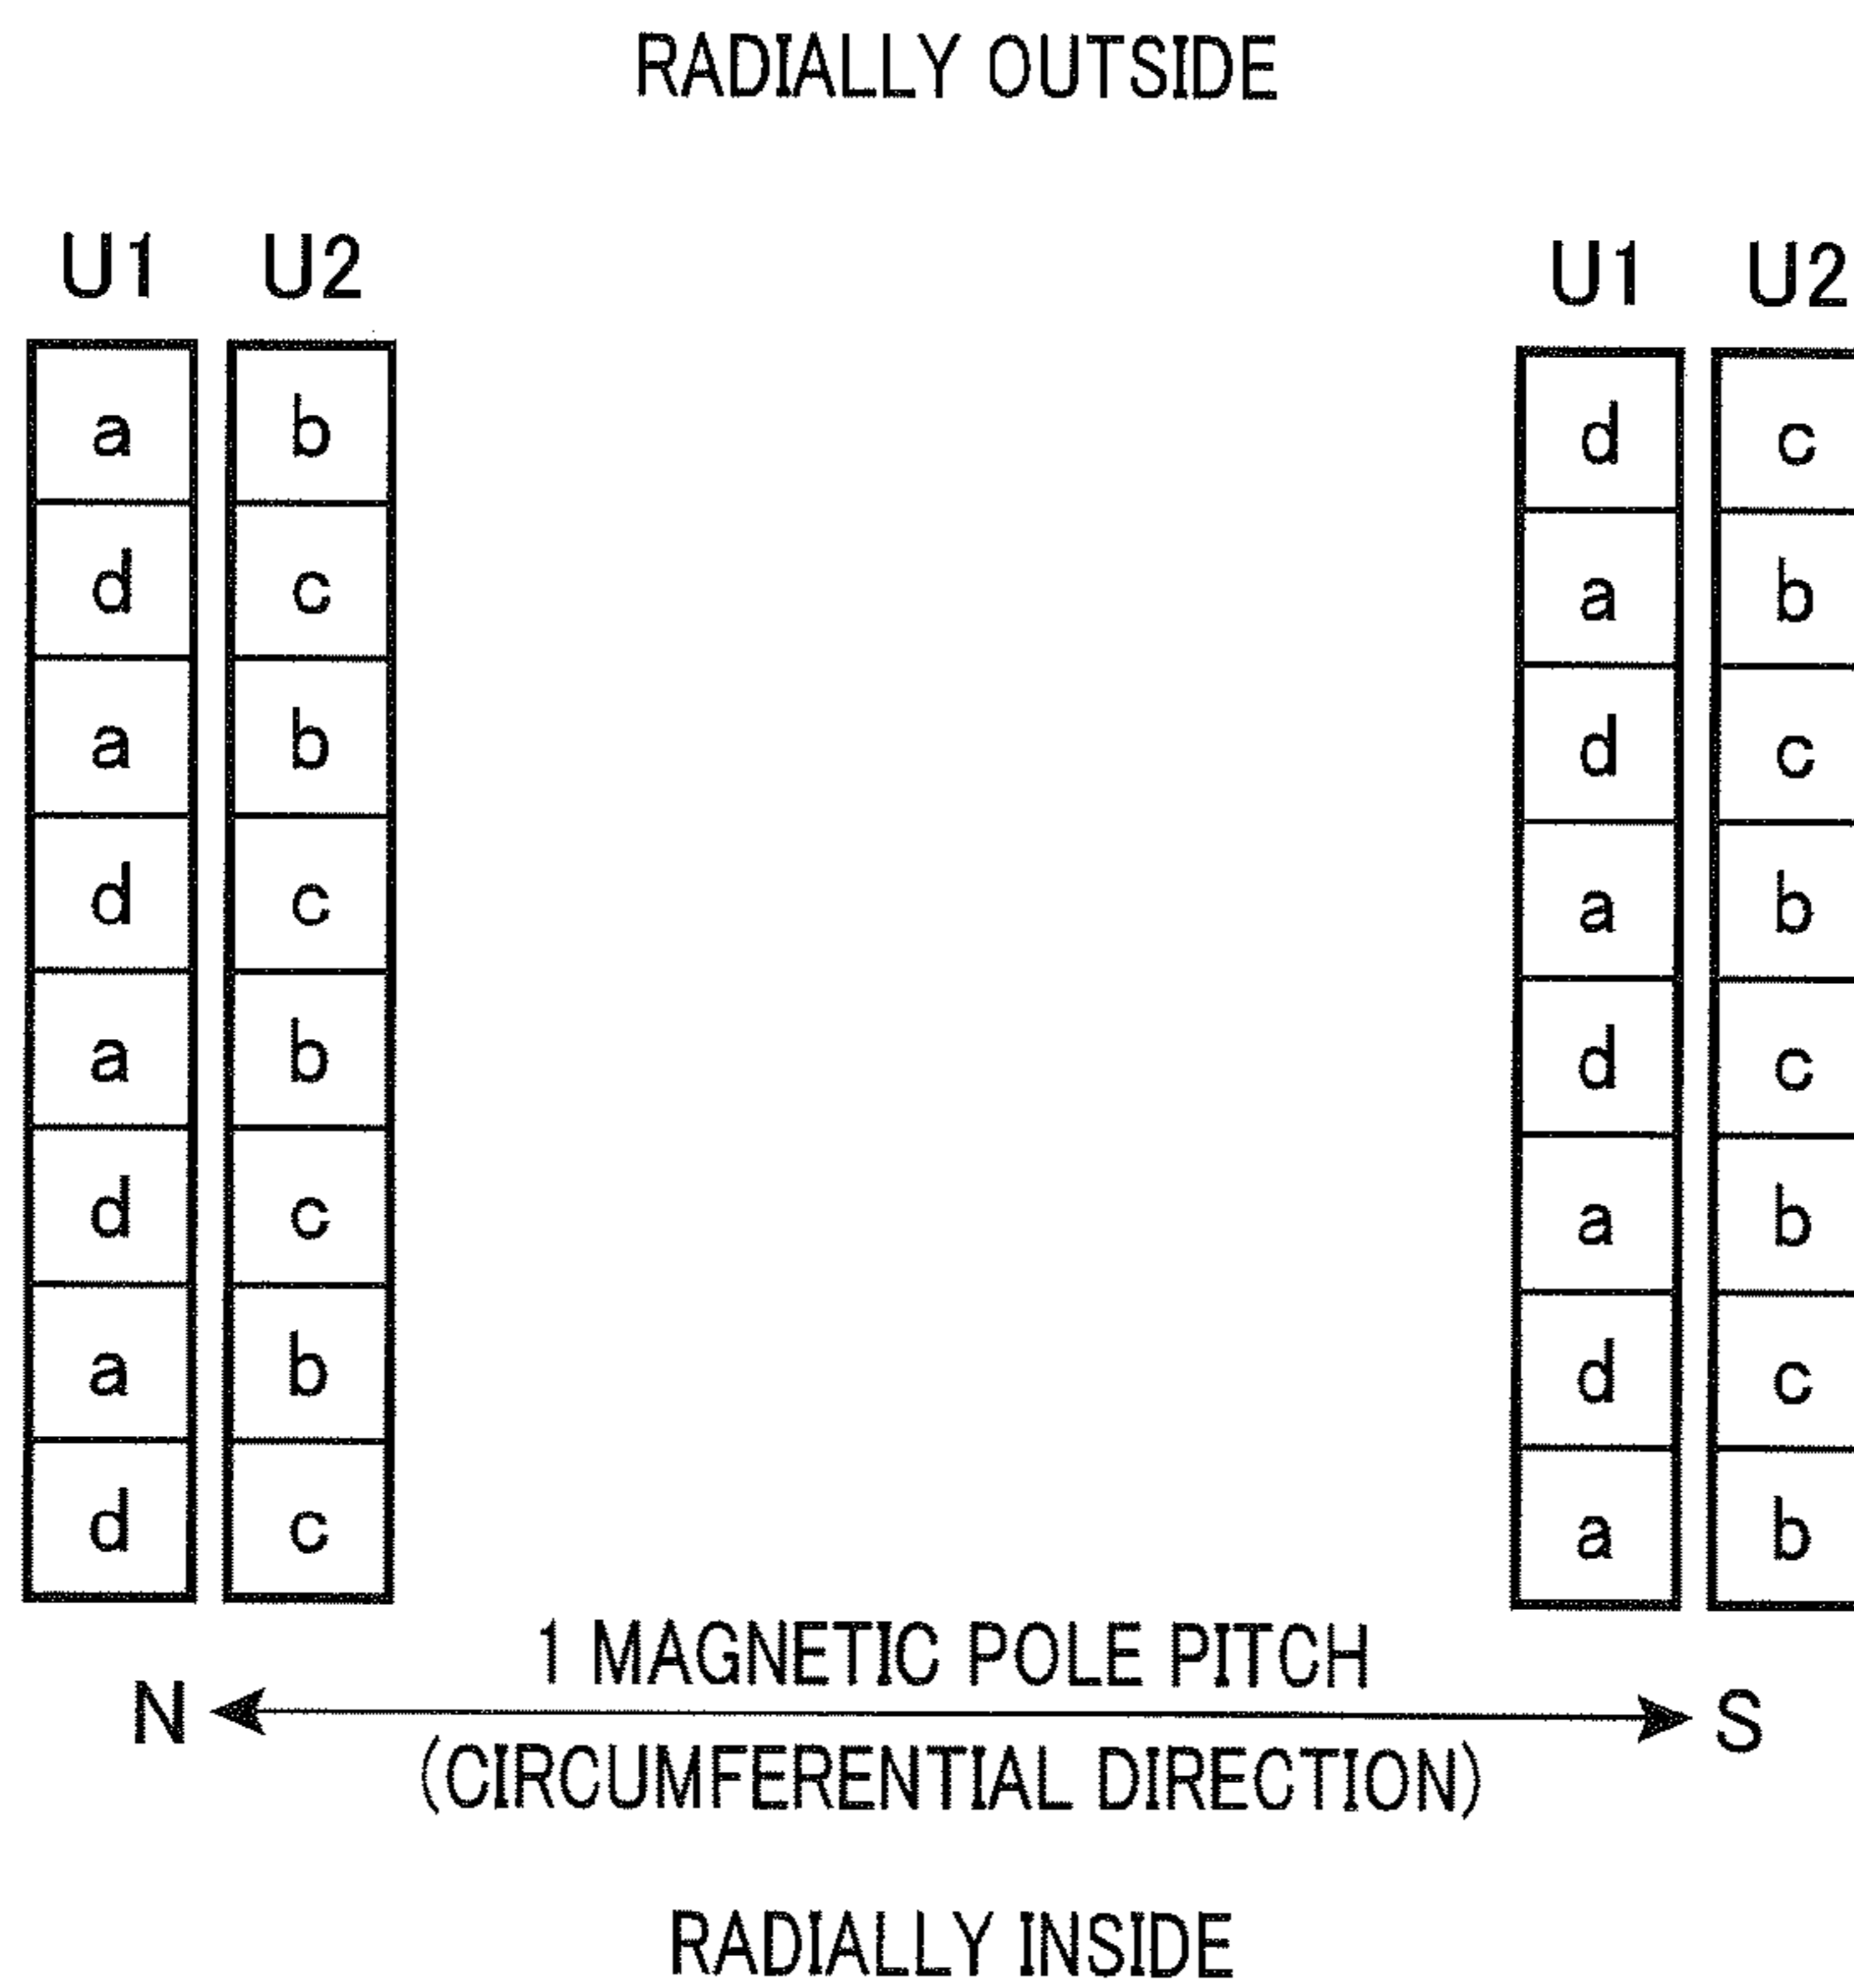 RADIALLY OUTSIDE
U1 U2 U1 U2
a b d c
d c a b
a b d c
d c a b
a b d c
d c a b
a b d c
d c a b
1 MAGNETIC POLE PITCH
N S
(CIRCUMFERENTIAL DIRECTION)
RADIALLY INSIDE